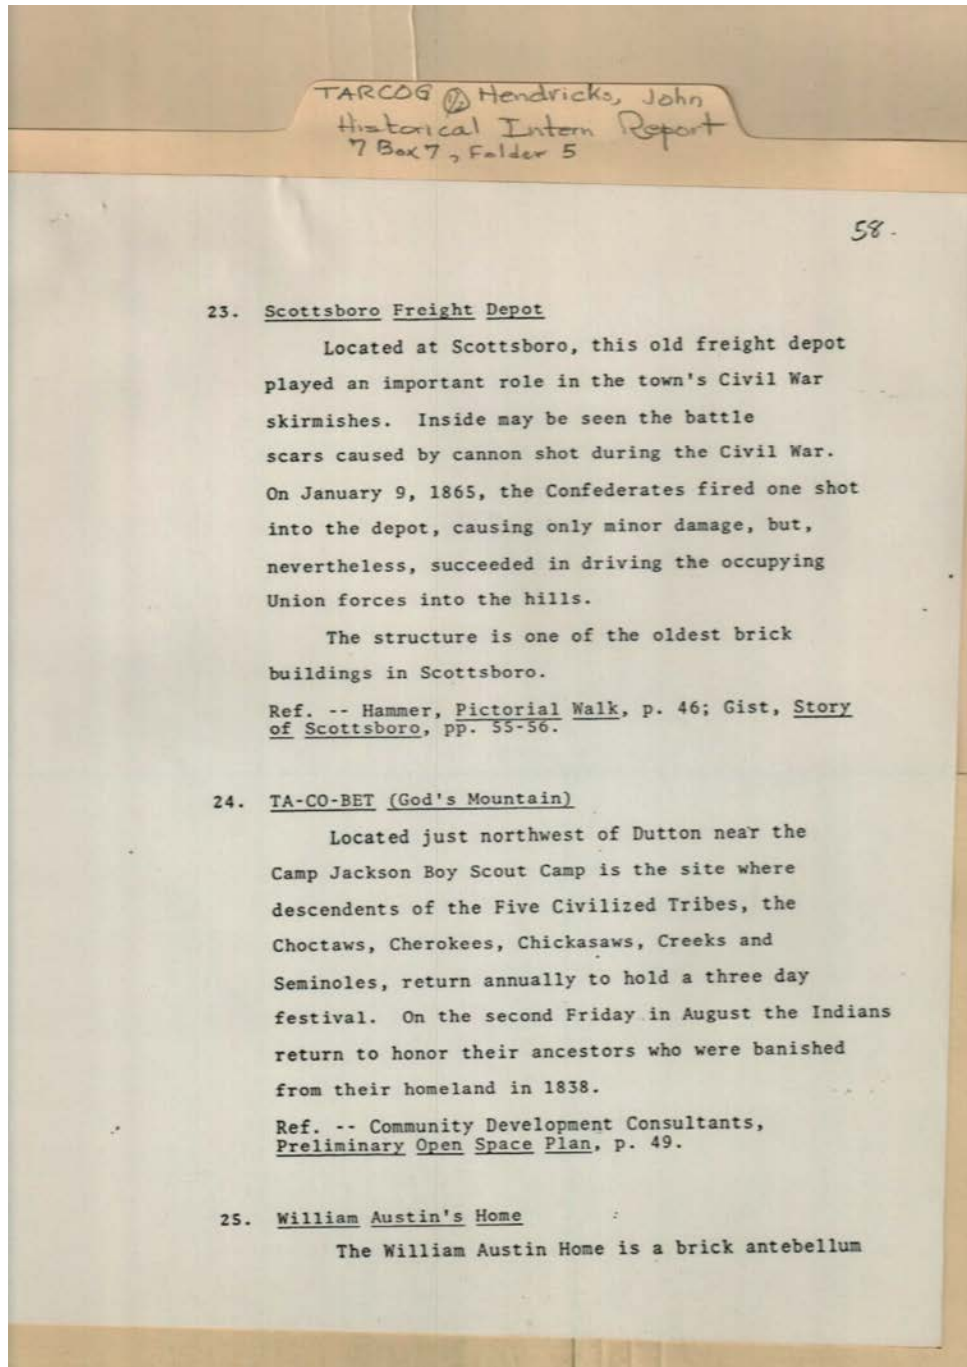 TARCOG Hendricks, John
Historical Intern Report
7 Box 7, Folder 5
58.
23. Scottsboro Freight Depot
Located at Scottsboro, this old freight depot
played an important role in the town's Civil War
skirmishes. Inside may be seen the battle
scars caused by cannon shot during the Civil War.
On January 9, 1865, the Confederates fired one shot
into the depot, causing only minor damage, but,
nevertheless, succeeded in driving the occupying
Union forces into the hills.
The structure is one of the oldest brick
buildings in Scottsboro.
Ref. -- Hammer, Pictorial Walk, p. 46; Gist, Story
of Scottsboro, pp. 55-56.
24. TA-CO-BET (God's Mountain)
Located just northwest of Dutton near the
Camp Jackson Boy Scout Camp is the site where
descendents of the Five Civilized Tribes, the
Choctaws, Cherokees, Chickasaws, Creeks and
Seminoles, return annually to hold a three day
festival. On the second Friday in August the Indians
return to honor their ancestors who were banished
from their homeland in 1838.
Ref. -- Community Development Consultants,
Preliminary Open Space Plan, p. 49.
25. William Austin's Home
The William Austin Home is a brick antebellum